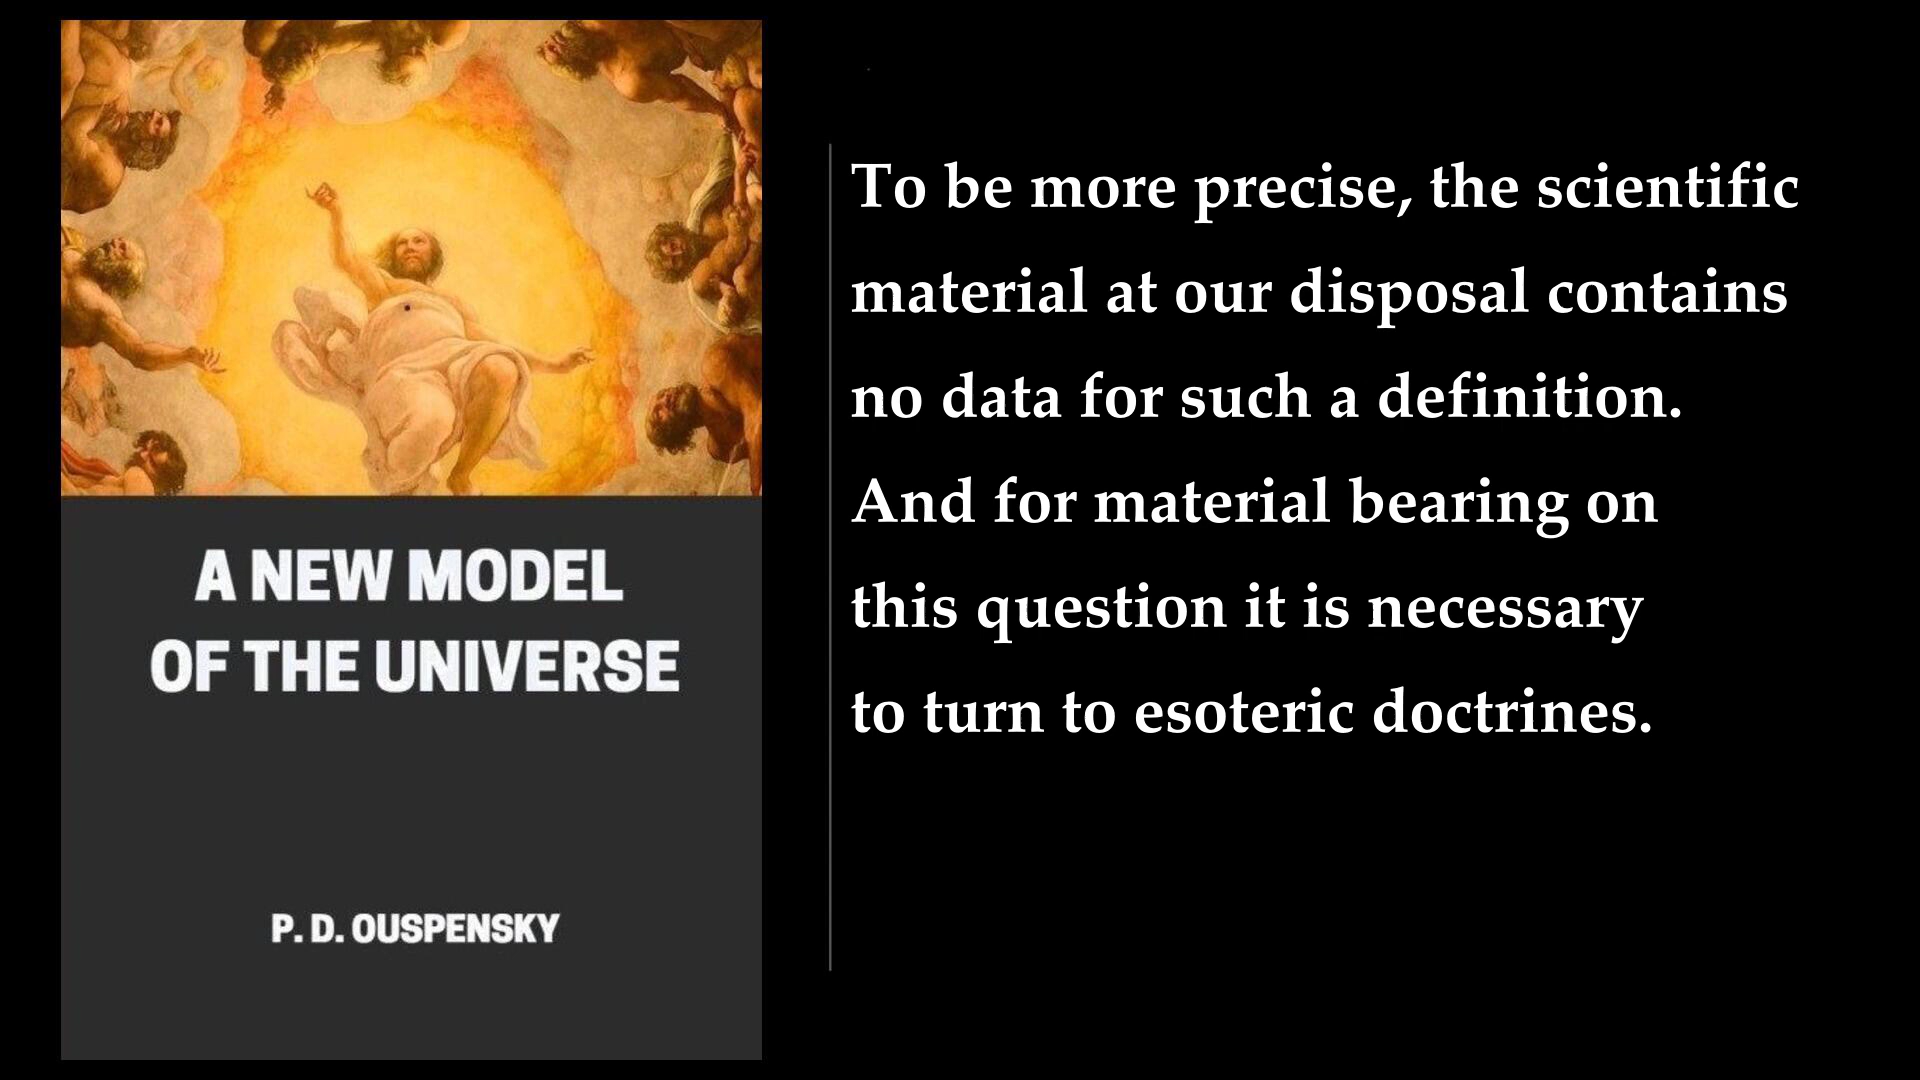 A NEW MODEL
OF THE UNIVERSE
P. D. OUSPENSKY
To be more precise, the scientific
material at our disposal contains
no data for such a definition.
And for material bearing on
this question it is necessary
to turn to esoteric doctrines.